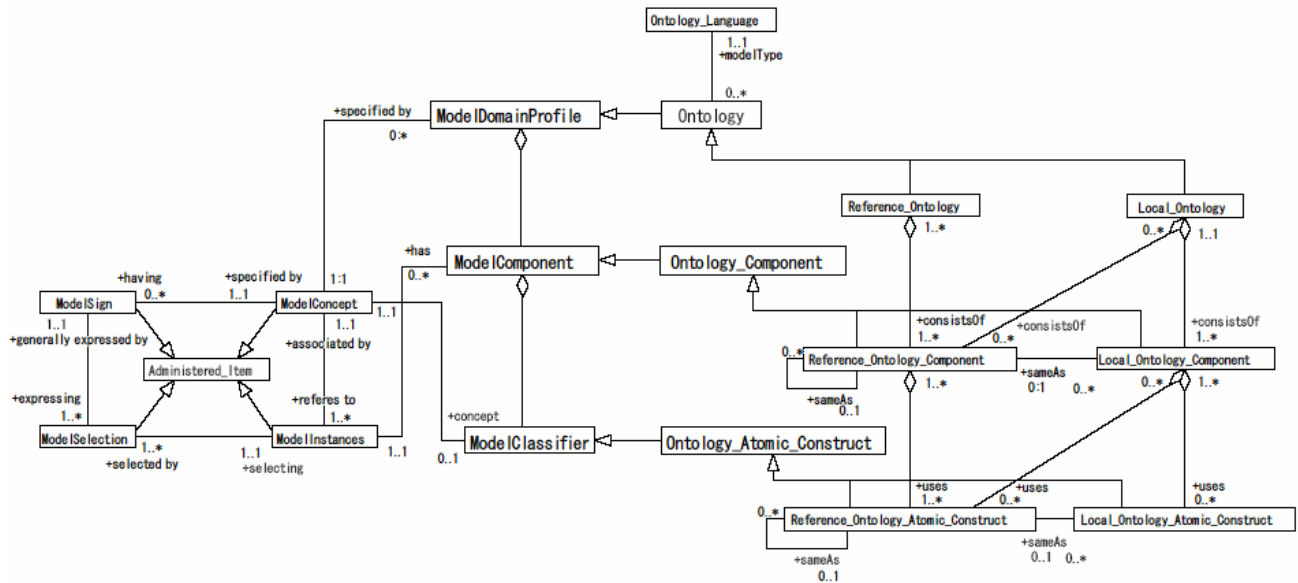 Ontology_Language
1..1
+modelType
0..*
+specified by
0:*
ModelDomainProfile
Ontology
Reference_Ontology
1..*
Local_Ontology
0..*
1..1
+has
0..*
ModelComponent
Ontology_Component
+having
0..*
+specified by
1..1
1:1
ModelSign
ModelConcept
1..1
1..1
1..1
+generally expressed by
+associated by
+consistsOf
1..*
+consistsOf
0..*
+consistsOf
1..*
Administered_Item
0..*
Reference_Ontology_Component
Local_Ontology_Component
+sameAs
0..1
1..*
+sameAs
0:1
0..*
0..*
1..*
+expressing
1..*
+referes to
1..*
+concept
ModelSelection
ModelInstances
ModelClassifier
Ontology_Atomic_Construct
1..*
+selected by
1..1
+selecting
1..1
0..1
+uses
1..*
+uses
0..*
+uses
0..*
0..*
Reference_Ontology_Atomic_Construct
Local_Ontology_Atomic_Construct
+sameAs
0..1
+sameAs
0..1
0..*